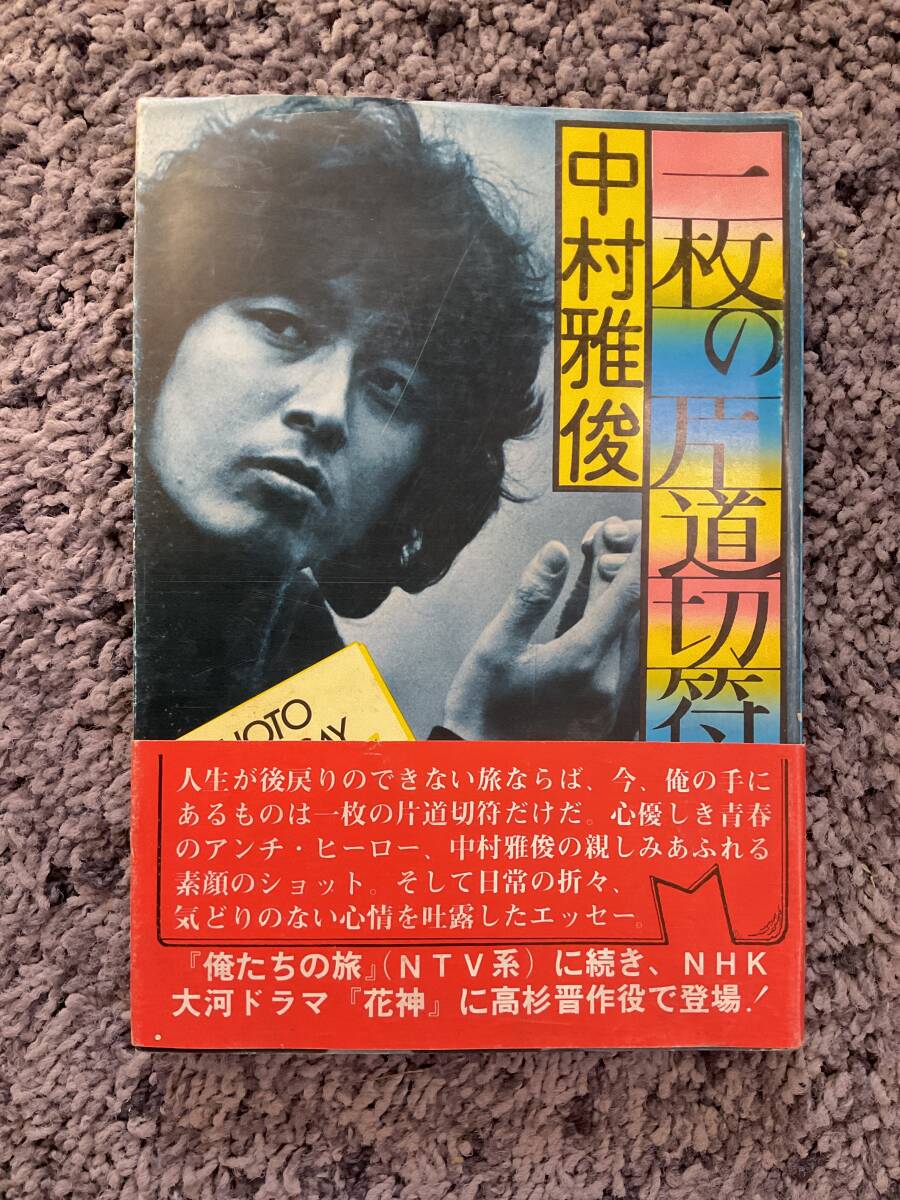 一枚の片道切符
中村雅俊
人生が後戻りのできない旅ならば、今、俺の手に
あるものは一枚の片道切符だけだ。心優しき青春
のアンチ・ヒーロー、中村雅俊の親しみあふれる
素顔のショット。そして日常の折々、
気どりのない心情を吐露したエッセー。
『俺たちの旅』(NTV系)に続き、NHK
大河ドラマ『花神』に高杉晋作役で登場!